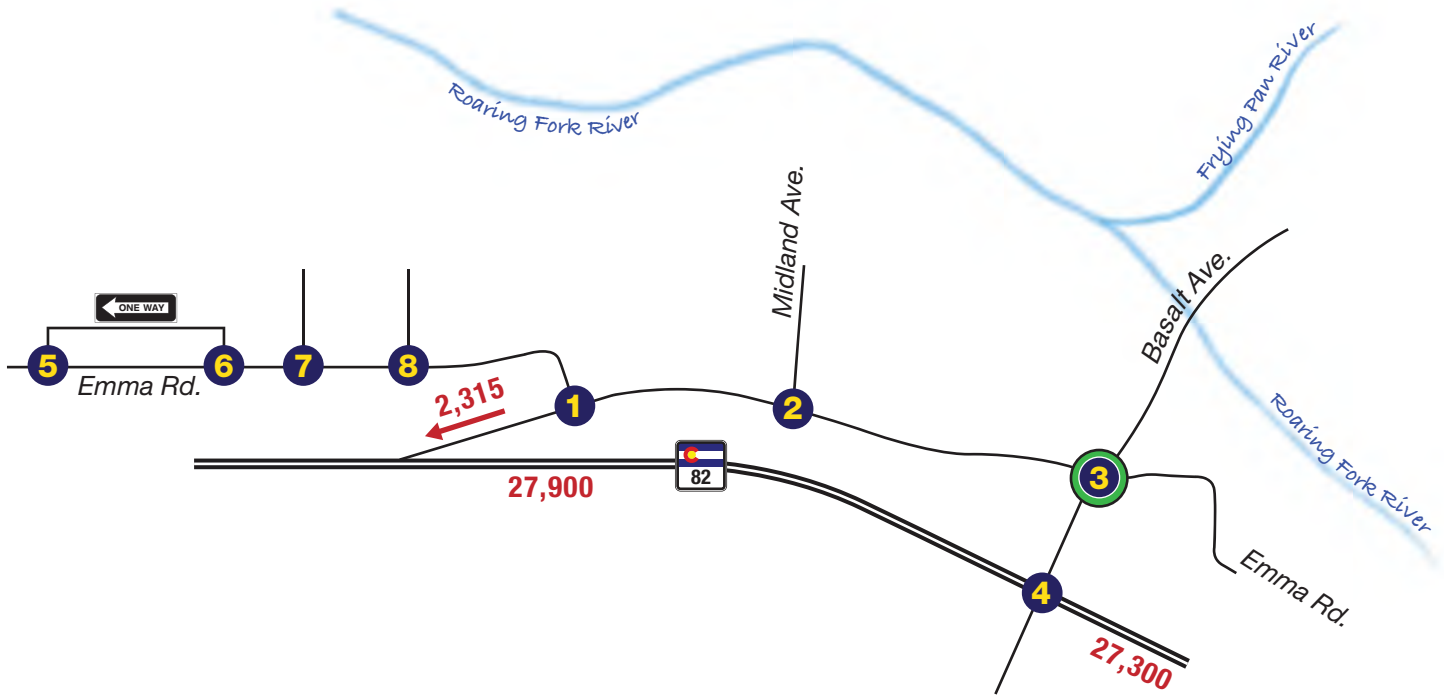 Roaring Fork River
Frying Pan River
Midland Ave.
Basalt Ave.
ONE WAY
5
6
7
8
Emma Rd.
2,315
1
2
3
Roaring Fork River
82
27,900
4
Emma Rd.
27,300